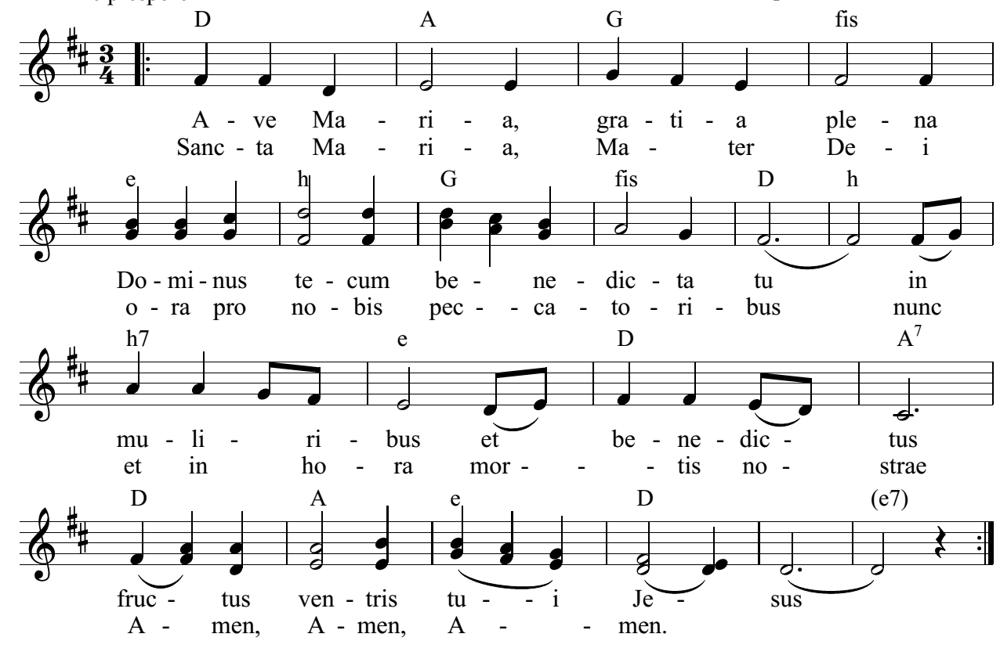 D A G fis
3
4
A - ve Ma - ri - a, gra - ti - a ple - na
Sanc - ta Ma - ri - a, Ma - ter De - i
e h G fis D h
Do - mi - nus te - cum be - ne - dic - ta tu in
o - ra pro no - bis pec - - ca - to - ri - bus nunc
h7 e D A7
mu - li - ri - bus et be - ne - dic - tus
et in ho - ra mor - - - tis no - strae
D A e D (e7)
fruc - tus ven - tris tu - - i Je - sus
A - men, A - men, A - - men.